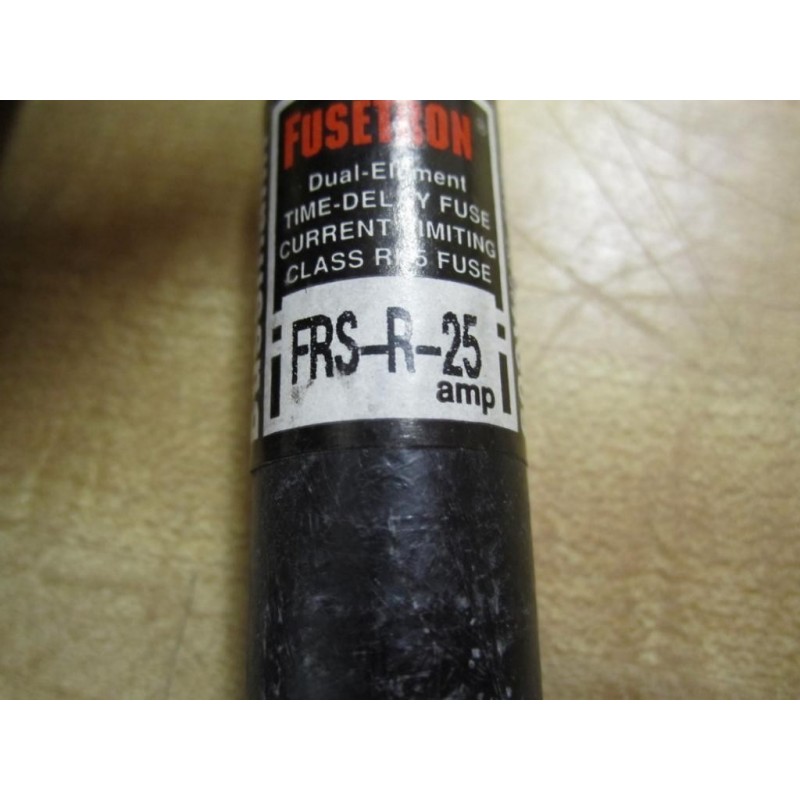 FUSETRON®
Dual-Element
TIME-DELAY FUSE
CURRENT LIMITING
CLASS RK5 FUSE
FRS-R-25
amp